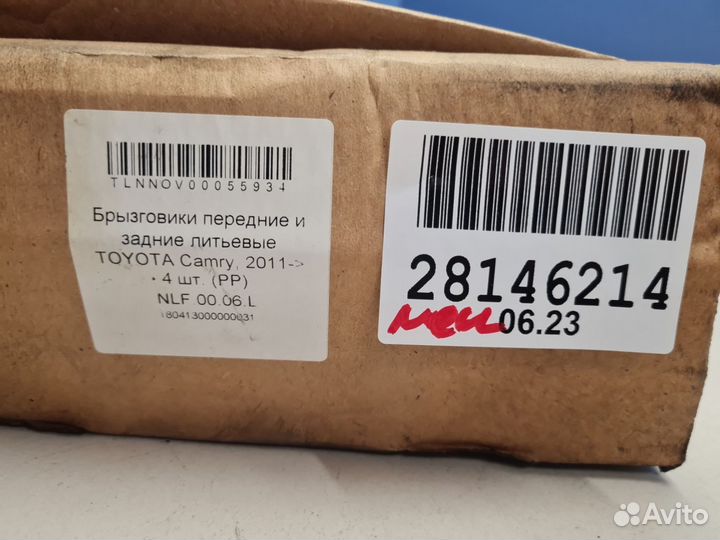 TLNNOV00055934
Брызговики передние и
задние литьевые
TOYOTA Camry, 2011->
· 4 шт. (PP)
NLF.00.06.L
180413000000031
28146214
06.23
Avito